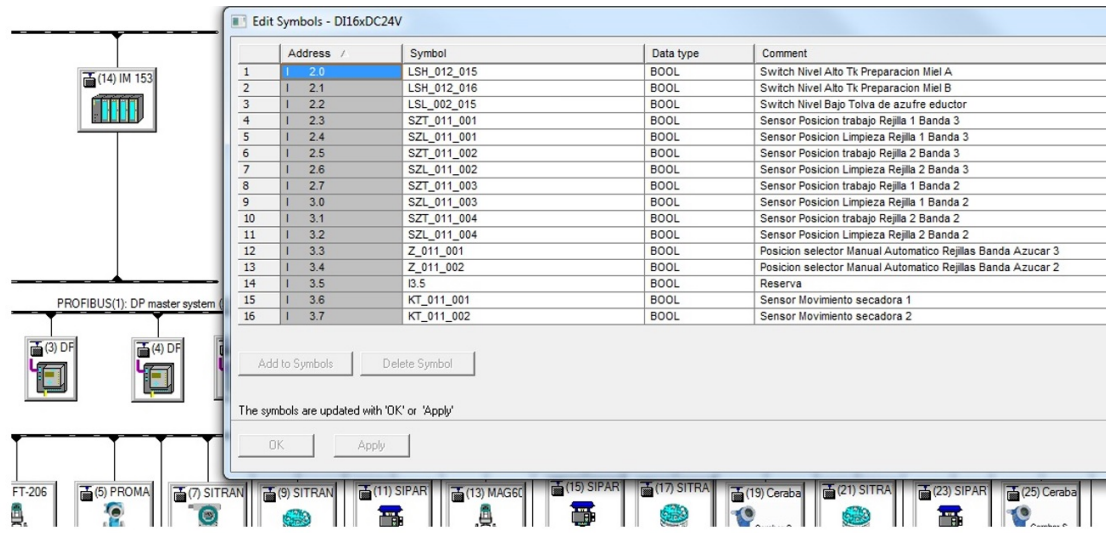 Edit Symbols - DI16xDC24V
Address / Symbol Data type Comment
1 I 2.0 LSH_012_015 BOOL Switch Nivel Alto Tk Preparacion Miel A
2 I 2.1 LSH_012_016 BOOL Switch Nivel Alto Tk Preparacion Miel B
3 I 2.2 LSL_002_015 BOOL Switch Nivel Bajo Tolva de azufre eductor
4 I 2.3 SZT_011_001 BOOL Sensor Posicion trabajo Rejilla 1 Banda 3
5 I 2.4 SZL_011_001 BOOL Sensor Posicion Limpieza Rejilla 1 Banda 3
6 I 2.5 SZT_011_002 BOOL Sensor Posicion trabajo Rejilla 2 Banda 3
7 I 2.6 SZL_011_002 BOOL Sensor Posicion Limpieza Rejilla 2 Banda 3
8 I 2.7 SZT_011_003 BOOL Sensor Posicion trabajo Rejilla 1 Banda 2
9 I 3.0 SZL_011_003 BOOL Sensor Posicion Limpieza Rejilla 1 Banda 2
10 I 3.1 SZT_011_004 BOOL Sensor Posicion trabajo Rejilla 2 Banda 2
11 I 3.2 SZL_011_004 BOOL Sensor Posicion Limpieza Rejilla 2 Banda 2
12 I 3.3 Z_011_001 BOOL Posicion selector Manual Automatico Rejillas Banda Azucar 3
13 I 3.4 Z_011_002 BOOL Posicion selector Manual Automatico Rejillas Banda Azucar 2
14 I 3.5 I3.5 BOOL Reserva
15 I 3.6 KT_011_001 BOOL Sensor Movimiento secadora 1
16 I 3.7 KT_011_002 BOOL Sensor Movimiento secadora 2
Add to Symbols Delete Symbol
The symbols are updated with 'OK' or 'Apply'
OK Apply
(14) IM 153
PROFIBUS(1): DP master system (
(3) DP (4) DP
FT-206 (5) PROMA (7) SITRAN (9) SITRAN (11) SIPAR (13) MAG60 (15) SIPAR (17) SITRA (19) Ceraba (21) SITRA (23) SIPAR (25) Ceraba